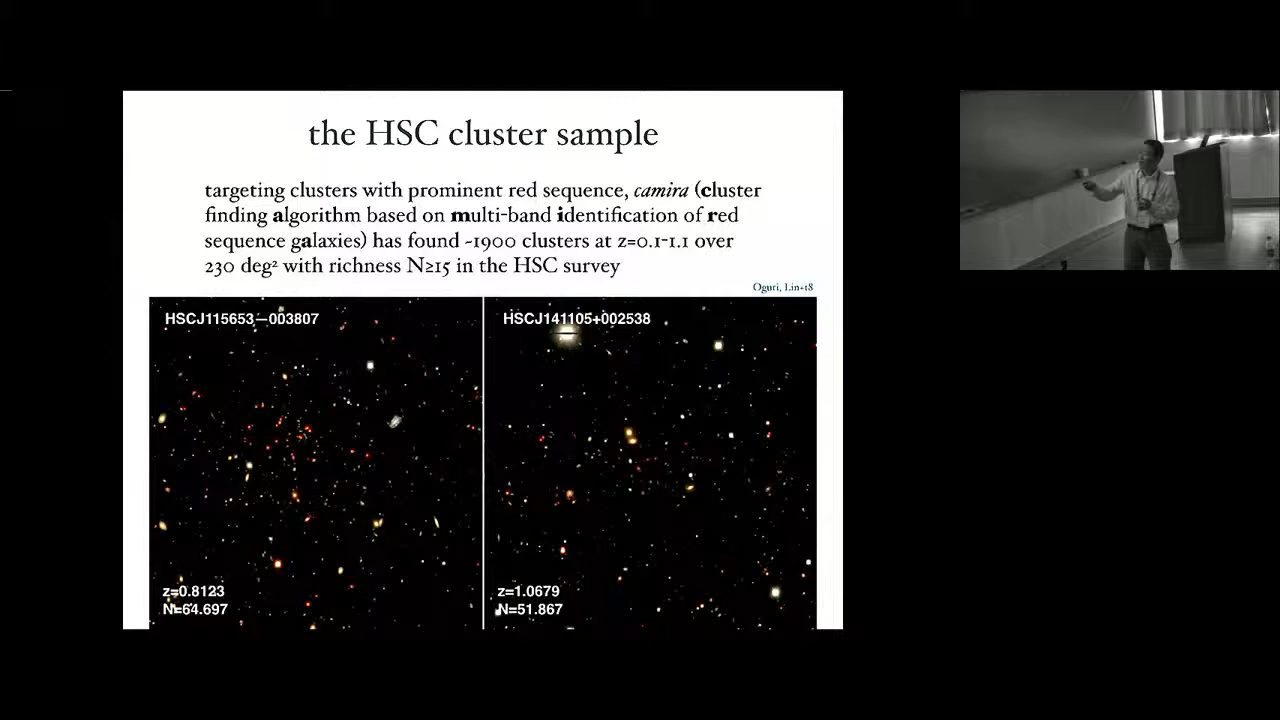 the HSC cluster sample
targeting clusters with prominent red sequence, camira (cluster
finding algorithm based on multi-band identification of red
sequence galaxies) has found ~1900 clusters at z=0.1-1.1 over
230 deg² with richness N≥15 in the HSC survey
Oguri, Lin+18
HSCJ115653—003807
HSCJ141105+002538
z=0.8123
N=64.697
z=1.0679
N=51.867